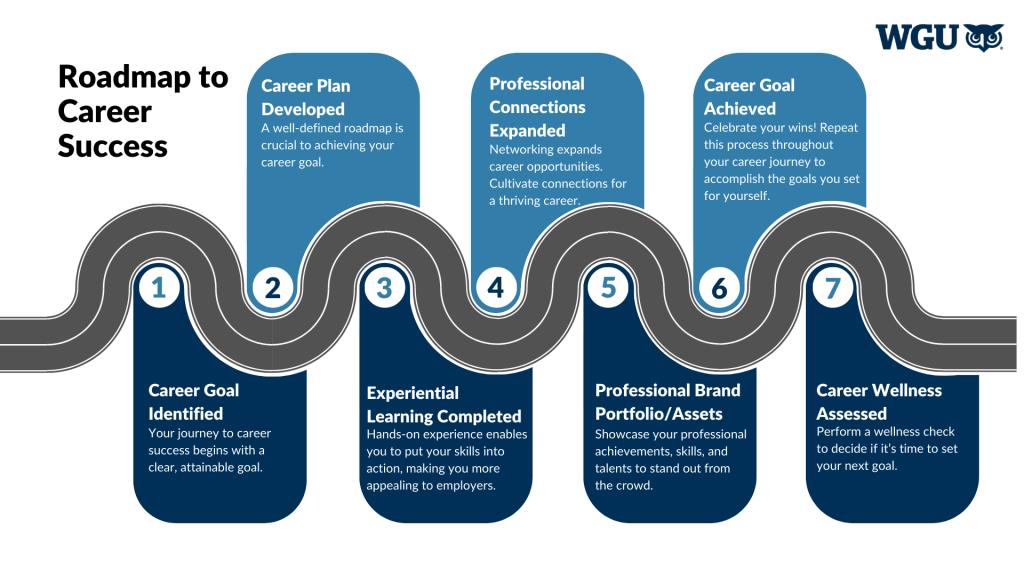 WGU
Roadmap to
Career
Success
1
Career Goal
Identified
Your journey to career
success begins with a
clear, attainable goal.
2
Career Plan
Developed
A well-defined roadmap is
crucial to achieving your
career goal.
3
Experiential
Learning Completed
Hands-on experience enables
you to put your skills into
action, making you more
appealing to employers.
4
Professional
Connections
Expanded
Networking expands
career opportunities.
Cultivate connections for
a thriving career.
5
Professional Brand
Portfolio/Assets
Showcase your professional
achievements, skills, and
talents to stand out from
the crowd.
6
Career Goal
Achieved
Celebrate your wins! Repeat
this process throughout
your career journey to
accomplish the goals you set
for yourself.
7
Career Wellness
Assessed
Perform a wellness check
to decide if it's time to set
your next goal.